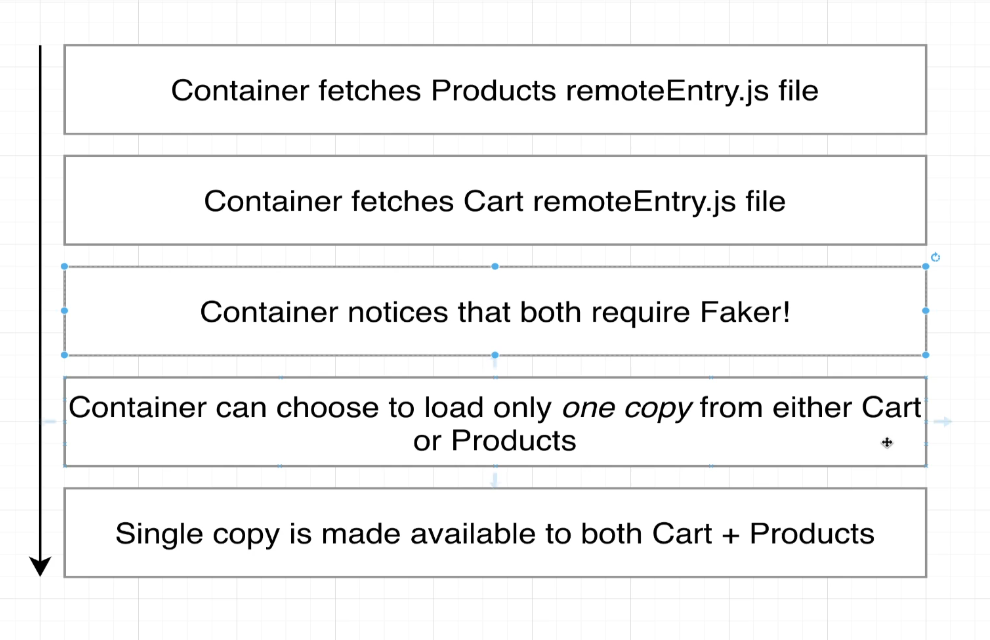 Container fetches Products remoteEntry.js file
Container fetches Cart remoteEntry.js file
Container notices that both require Faker!
Container can choose to load only one copy from either Cart
or Products
Single copy is made available to both Cart + Products